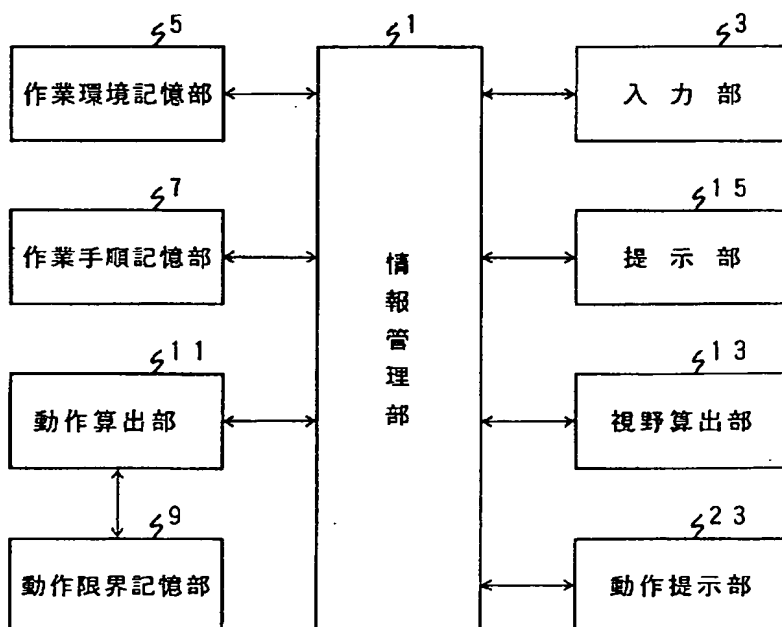 5
作業環境記憶部
1
情報管理部
3
入力部
7
作業手順記憶部
15
提示部
11
動作算出部
13
視野算出部
9
動作限界記憶部
23
動作提示部